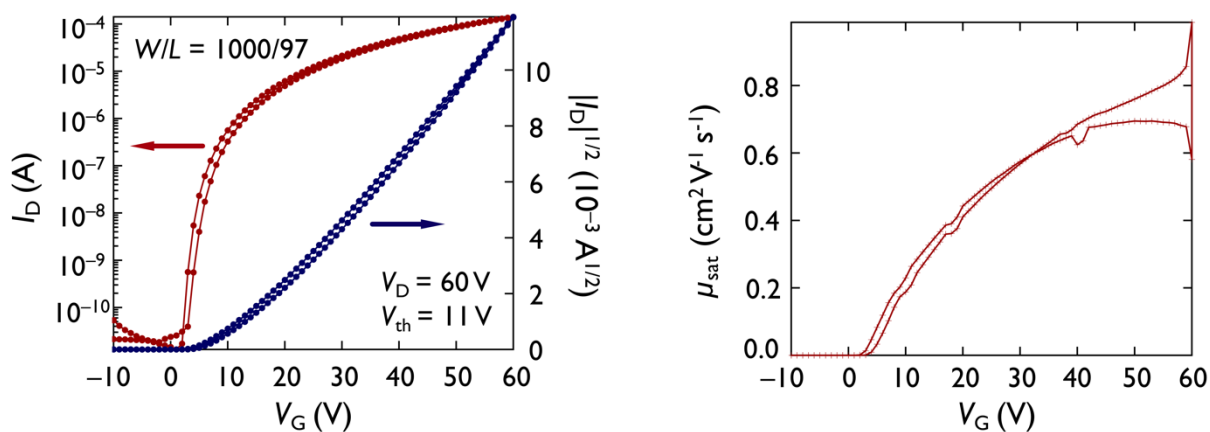 10⁻⁴
10⁻⁵
10⁻⁶
10⁻⁷
10⁻⁸
10⁻⁹
10⁻¹⁰
I_D (A)
W/L = 1000/97
V_D = 60 V
V_th = 11 V
10
8
6
4
2
0
|I_D|^1/2 (10⁻³ A^1/2)
−10 0 10 20 30 40 50 60
V_G (V)
0.8
0.6
0.4
0.2
0.0
μ_sat (cm² V⁻¹ s⁻¹)
−10 0 10 20 30 40 50 60
V_G (V)